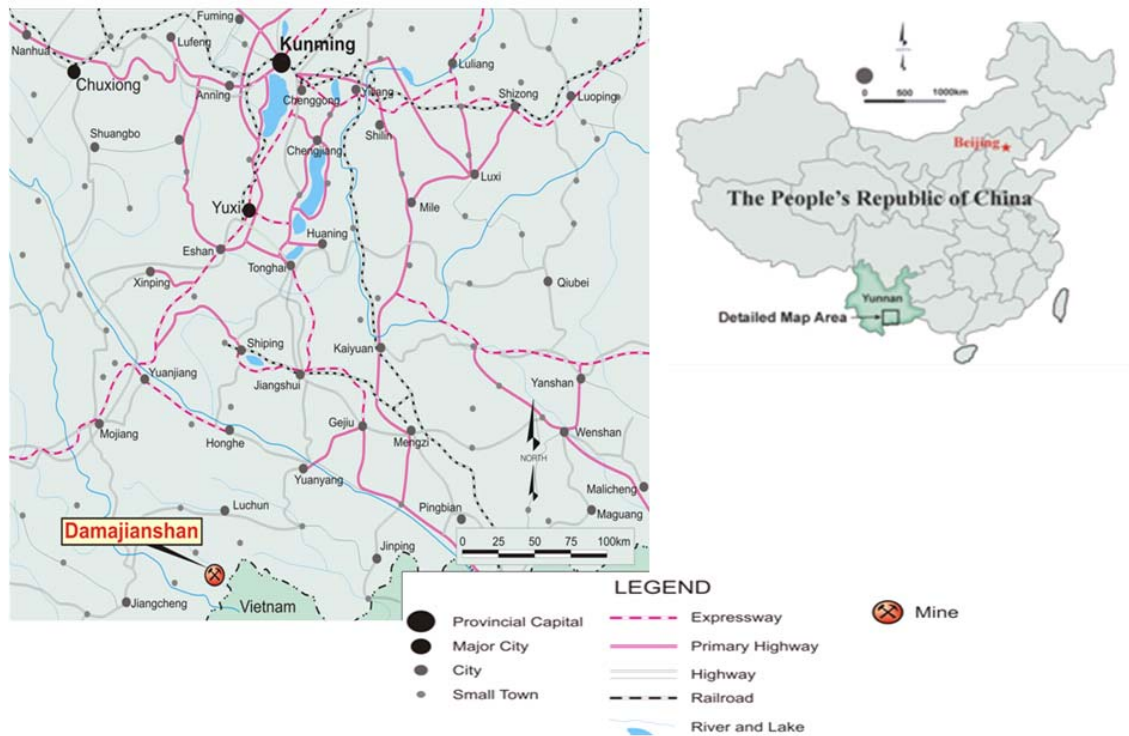 Fuming
Nanhua
Lufeng
Kunming
Luliang
Chuxiong
Anning
Chenggong
Yiliang
Shizong
Luoping
Shuangbo
Shilin
Chengjiang
Luxi
Yuxi
Mile
Huaning
Eshan
Tonghai
Xinping
Qiubei
Shiping
Kaiyuan
Yuanjiang
Jiangshui
Yanshan
Mojiang
Honghe
Gejiu
Mengzi
Wenshan
NORTH
Yuanyang
Malicheng
Luchun
Pingbian
Maguang
Damajianshan
Jinping
0 25 50 75 100km
Jiangcheng
Vietnam
0 500 1000km
Beijing
The People's Republic of China
Yunnan
Detailed Map Area
LEGEND
Provincial Capital
Major City
City
Small Town
Expressway
Primary Highway
Highway
Railroad
River and Lake
Mine